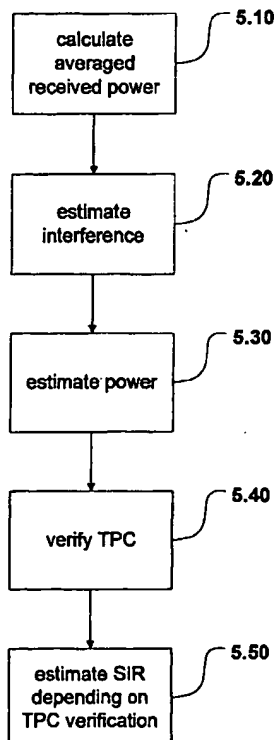 5.10
calculate
averaged
received power
5.20
estimate
interference
5.30
estimate power
5.40
verify TPC
5.50
estimate SIR
depending on
TPC verification